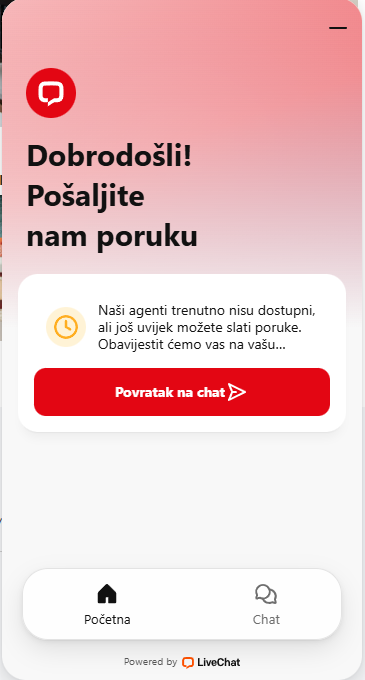 Dobrodošli!
Pošaljite
nam poruku
Naši agenti trenutno nisu dostupni,
ali još uvijek možete slati poruke.
Obavijestit ćemo vas na vašu...
Povratak na chat
Početna
Chat
Powered by LiveChat